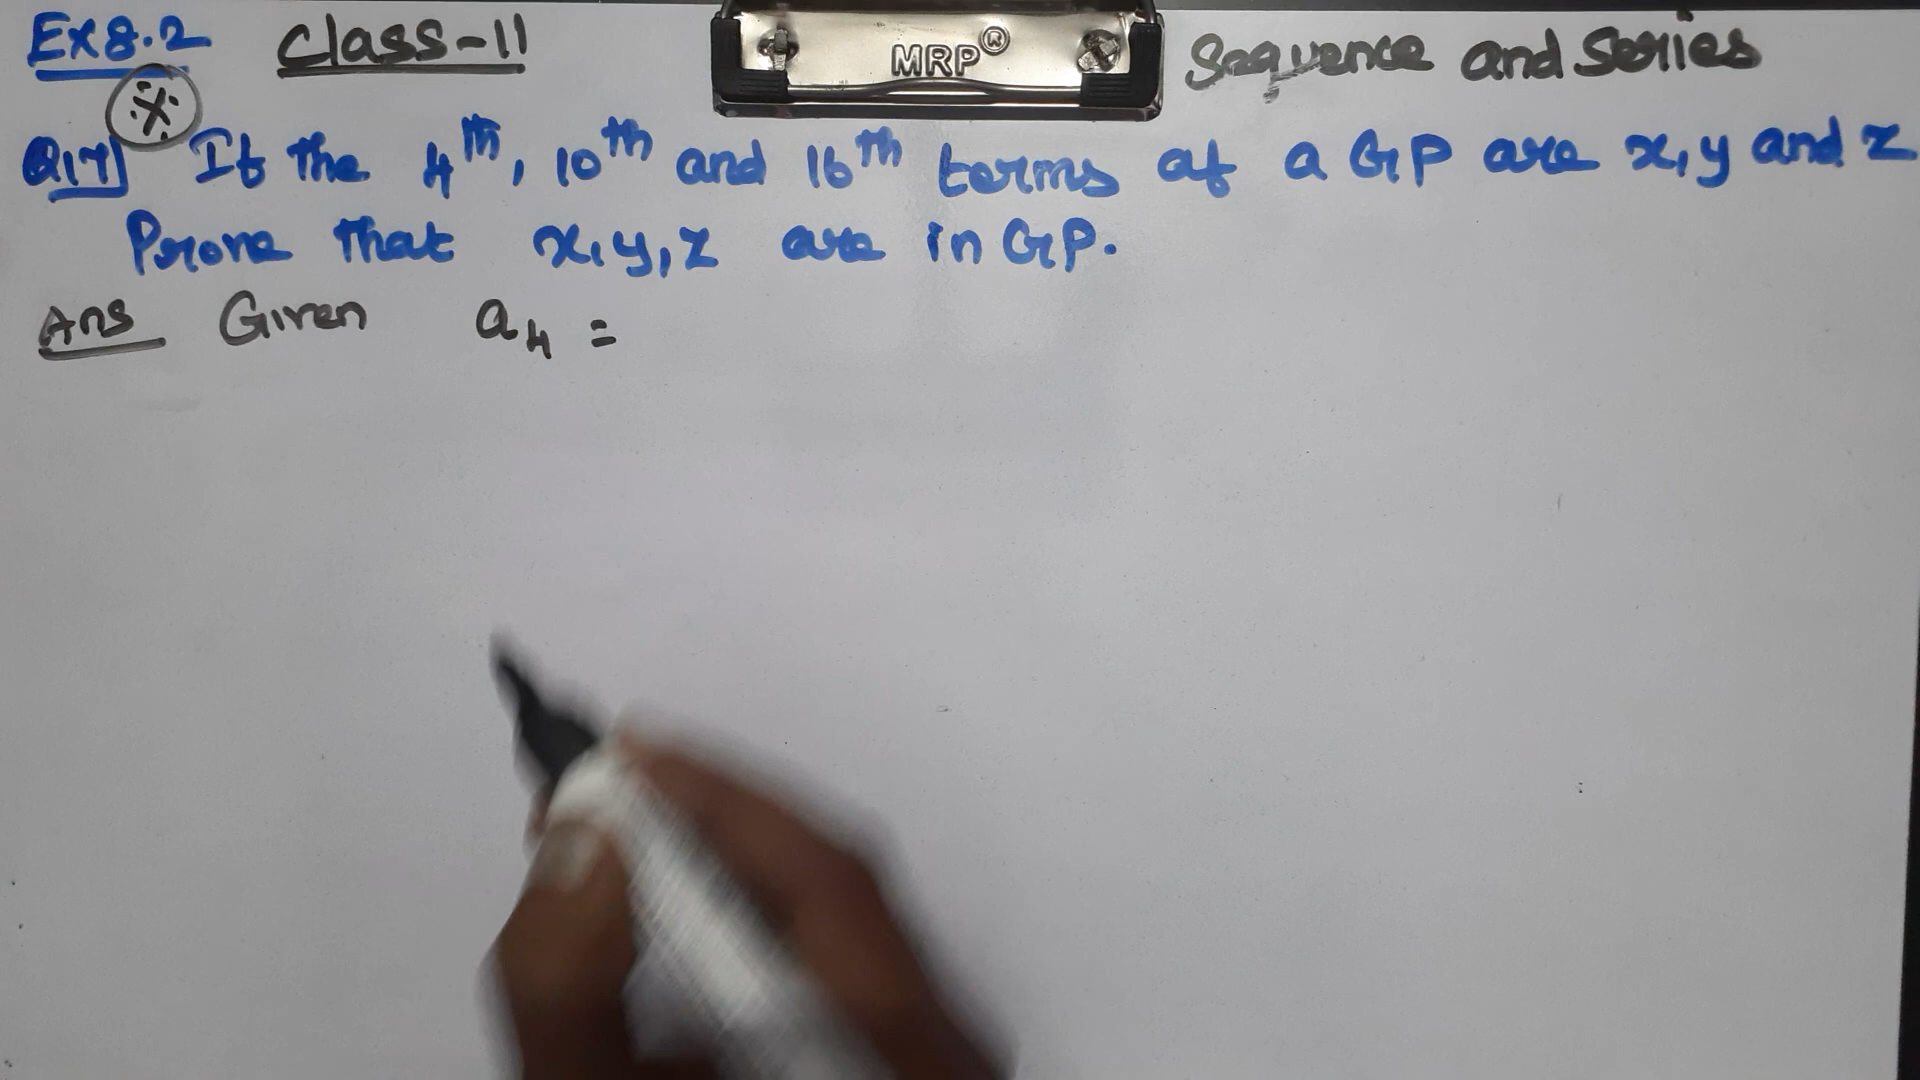 Ex 8.2 Class-11 MRP® Sequence and Series
Q17] If the 4th, 10th and 16th terms of a GP are x, y and z
Prove that x, y, z are in GP.
Ans Given a4 =